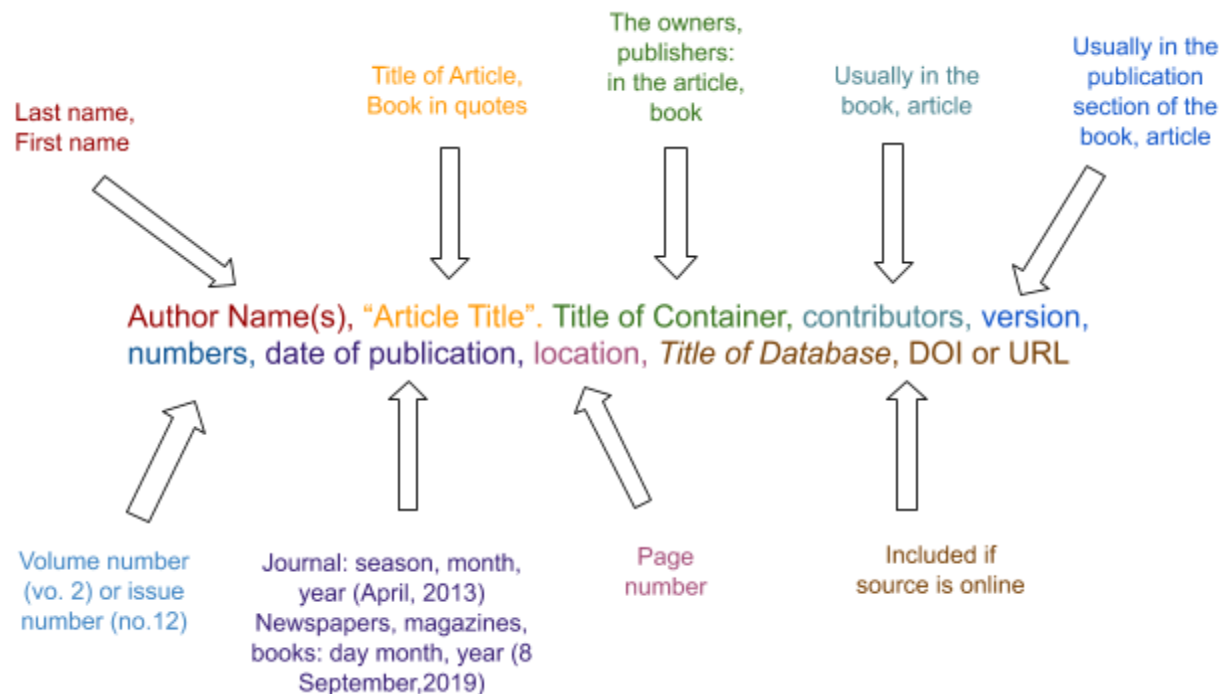 Last name,
First name
Title of Article,
Book in quotes
The owners,
publishers:
in the article,
book
Usually in the
book, article
Usually in the
publication
section of the
book, article
Author Name(s), “Article Title”. Title of Container, contributors, version,
numbers, date of publication, location, Title of Database, DOI or URL
Volume number
(vo. 2) or issue
number (no.12)
Journal: season, month,
year (April, 2013)
Newspapers, magazines,
books: day month, year (8
September,2019)
Page
number
Included if
source is online